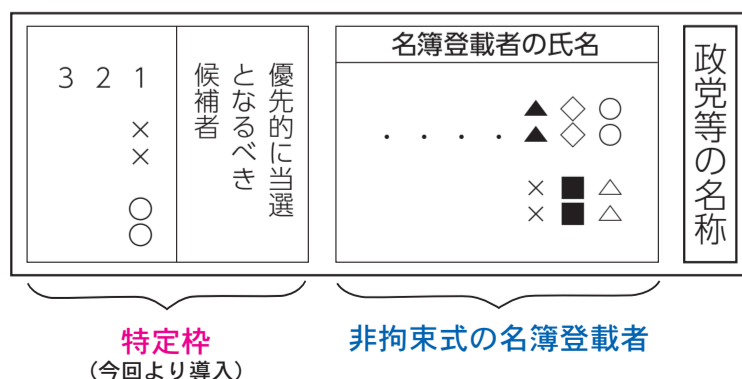 政党等の名称
名簿登載者の氏名
○○　△△
◇◇　■■
▲▲　××
・
・
・
・
優先的に当選
となるべき
候補者
1　××　○○
2
3
特定枠
(今回より導入)
非拘束式の名簿登載者